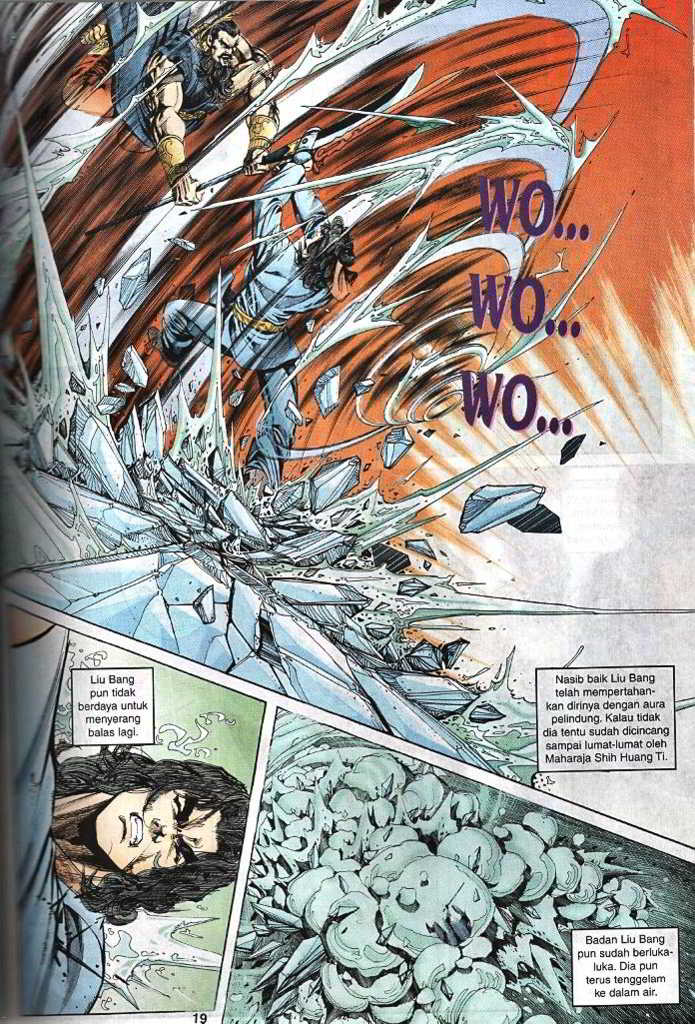 WO...
WO...
WO...
Nasib baik Liu Bang
telah mempertahan-
kan dirinya dengan aura
pelindung. Kalau tidak
dia tentu sudah dicincang
sampai lumat-lumat oleh
Maharaja Shih Huang Ti.
Liu Bang
pun tidak
berdaya untuk
menyerang
balas lagi.
Badan Liu Bang
pun sudah berluka-
luka. Dia pun
terus tenggelam
ke dalam air.
19